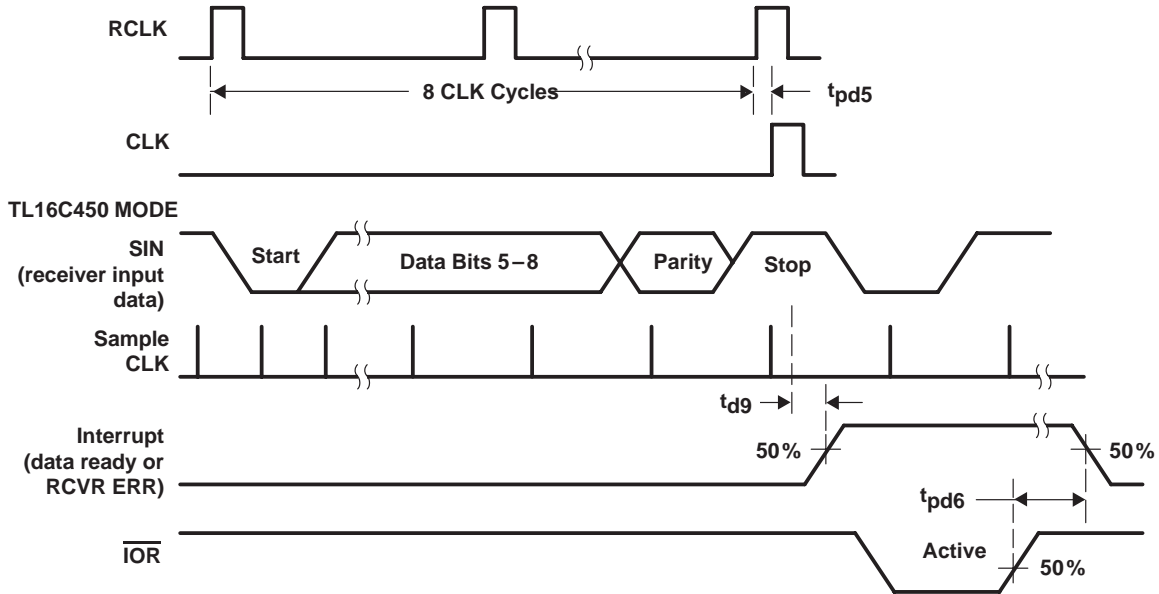 RCLK
8 CLK Cycles
tpd5
CLK
TL16C450 MODE
SIN
(receiver input
data)
Start
Data Bits 5–8
Parity
Stop
Sample
CLK
td9
Interrupt
(data ready or
RCVR ERR)
50%
50%
tpd6
IOR
Active
50%